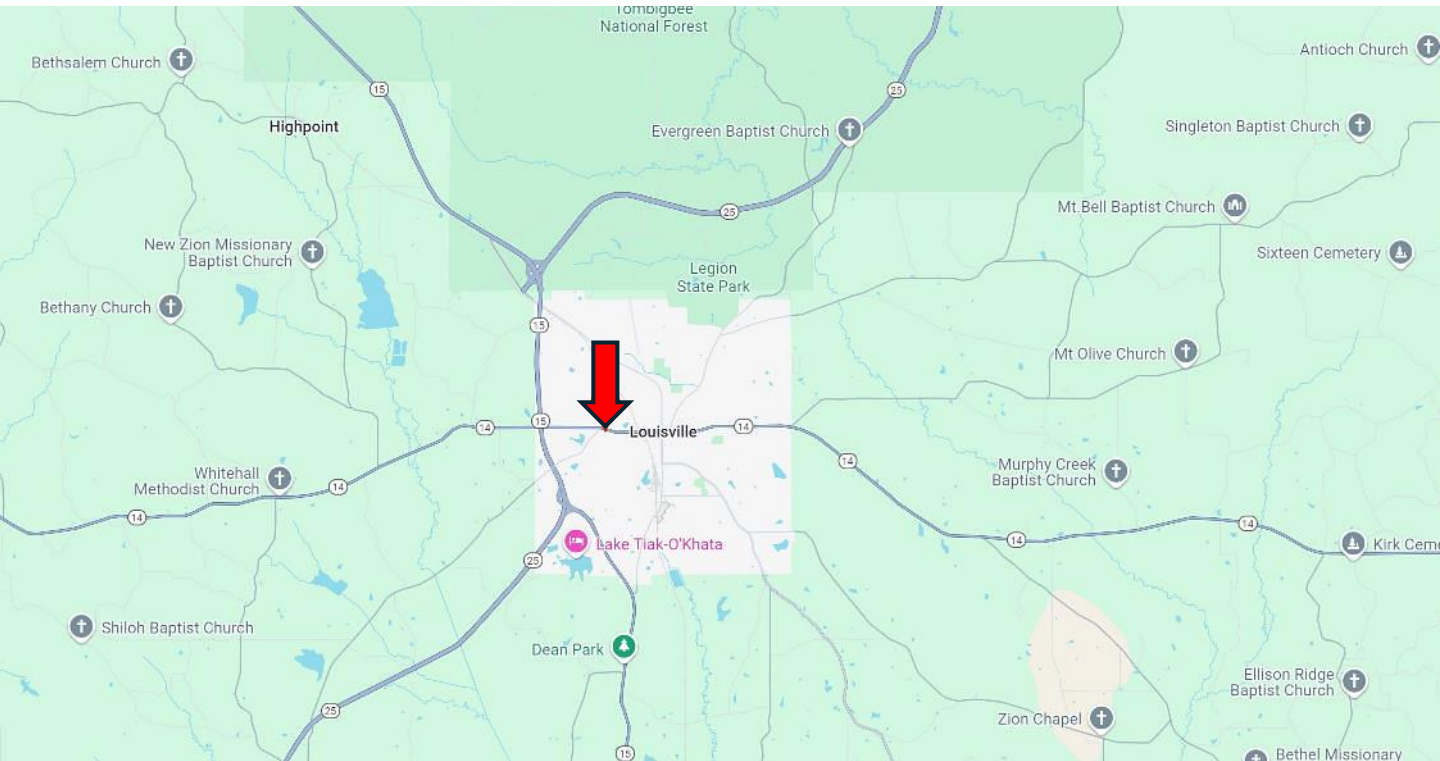 Tombigbee
National Forest
Bethsalem Church
Antioch Church
15
25
Highpoint
Evergreen Baptist Church
Singleton Baptist Church
25
Mt.Bell Baptist Church
New Zion Missionary
Baptist Church
Sixteen Cemetery
Legion
State Park
Bethany Church
15
Mt Olive Church
14
15
Louisville
14
14
Whitehall
Methodist Church
14
Murphy Creek
Baptist Church
14
14
14
Kirk Ceme
Lake Tiak-O'Khata
25
Shiloh Baptist Church
Dean Park
Ellison Ridge
Baptist Church
25
Zion Chapel
15
Bethel Missionary